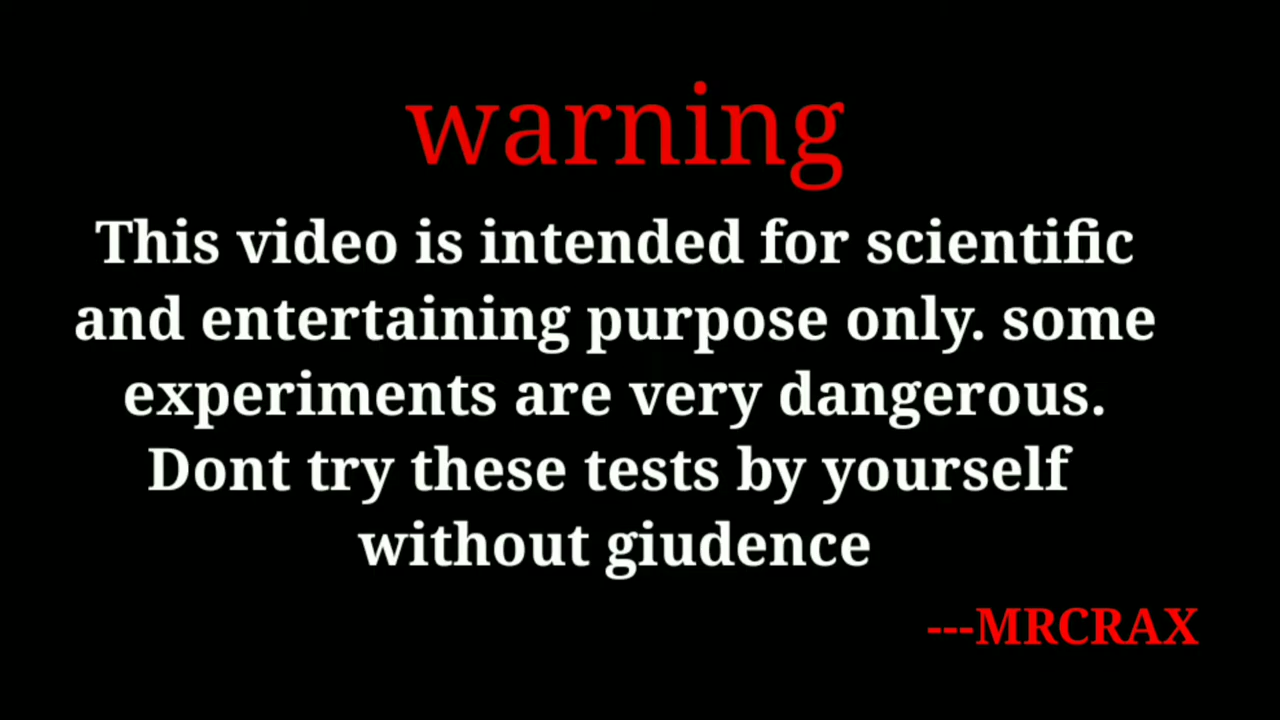 warning
This video is intended for scientific
and entertaining purpose only. some
experiments are very dangerous.
Dont try these tests by yourself
without giudence
---MRCRAX